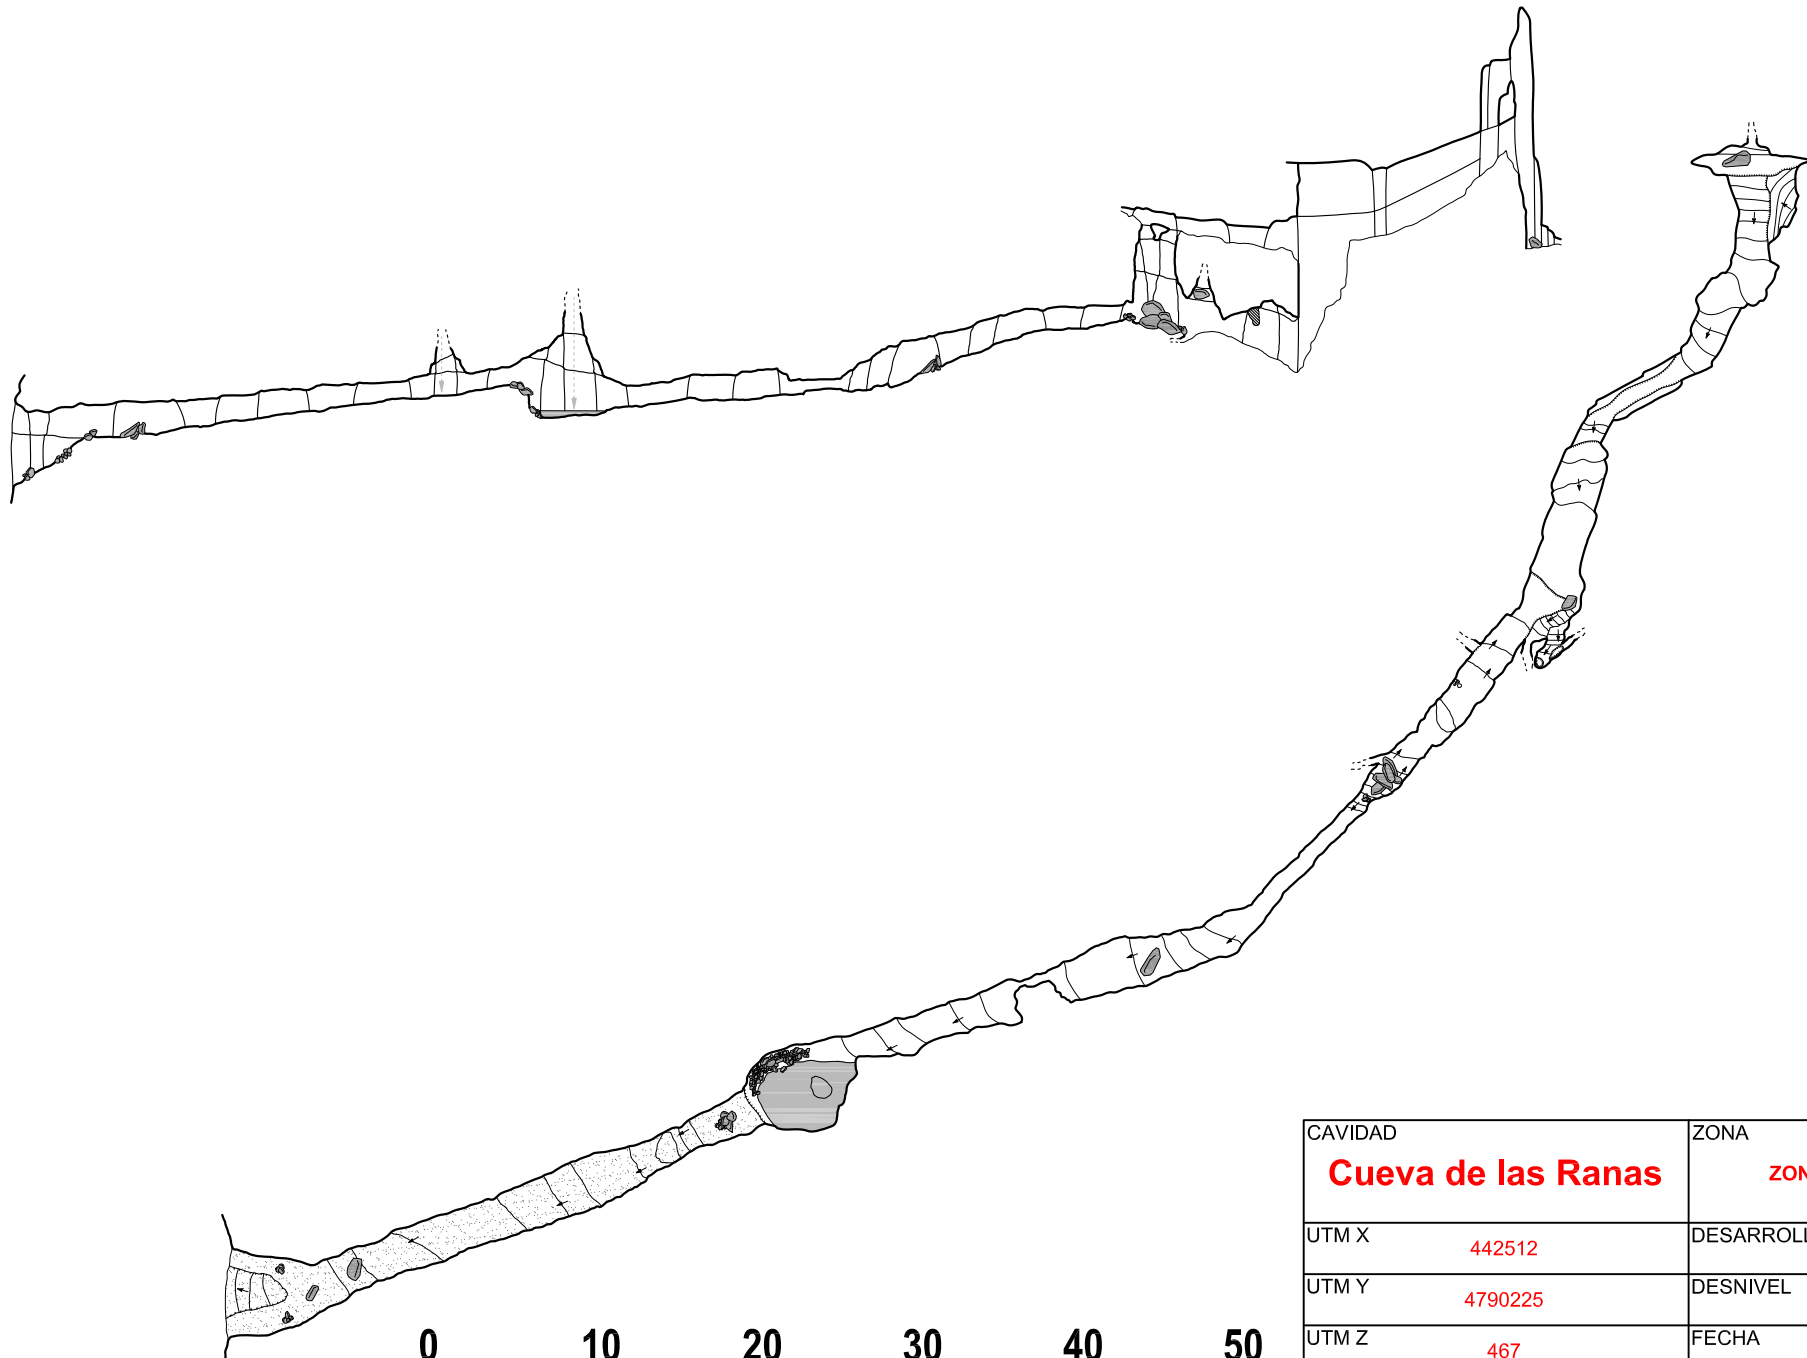 CAVIDAD
ZONA
Cueva de las Ranas
UTM X
442512
UTM Y
4790225
DESNIVEL
UTM Z
467
FECHA
0 10 20 30 40 50